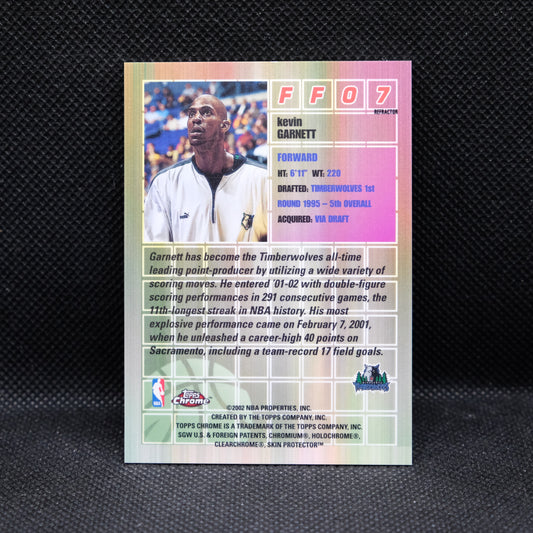 FF07
REFRACTOR
kevin
GARNETT
FORWARD
HT: 6'11" WT: 220
DRAFTED: TIMBERWOLVES 1st
ROUND 1995 – 5th OVERALL
ACQUIRED: VIA DRAFT
Garnett has become the Timberwolves all-time
leading point-producer by utilizing a wide variety of
scoring moves. He entered '01-02 with double-figure
scoring performances in 291 consecutive games, the
11th-longest streak in NBA history. His most
explosive performance came on February 7, 2001,
when he unleashed a career-high 40 points on
Sacramento, including a team-record 17 field goals.
Topps
Chrome
©2002 NBA PROPERTIES, INC.
CREATED BY THE TOPPS COMPANY, INC.
TOPPS CHROME IS A TRADEMARK OF THE TOPPS COMPANY, INC.
SGW U.S. & FOREIGN PATENTS, CHROMIUM®, HOLOCHROME®,
CLEARCHROME®, SKIN PROTECTOR™